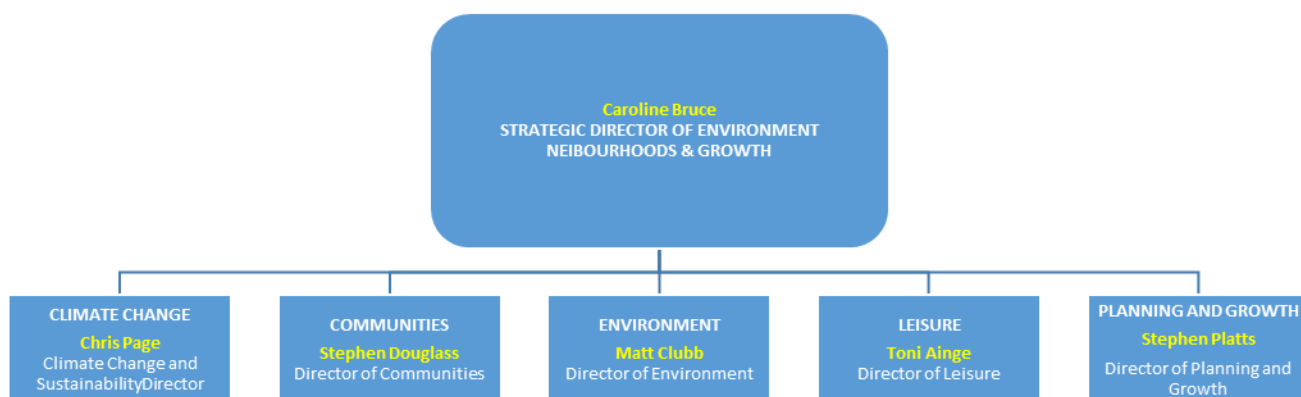 Caroline Bruce
STRATEGIC DIRECTOR OF ENVIRONMENT
NEIBOURHOODS & GROWTH
CLIMATE CHANGE
Chris Page
Climate Change and
SustainabilityDirector
COMMUNITIES
Stephen Douglass
Director of Communities
ENVIRONMENT
Matt Clubb
Director of Environment
LEISURE
Toni Ainge
Director of Leisure
PLANNING AND GROWTH
Stephen Platts
Director of Planning and
Growth